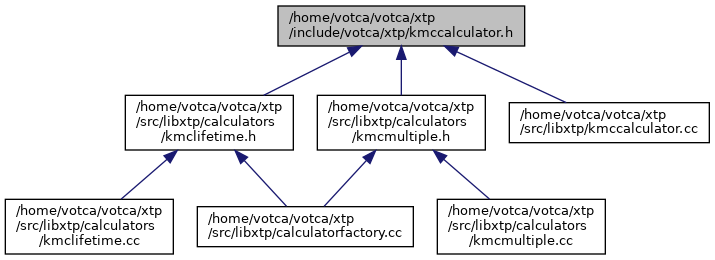 /home/votca/votca/xtp
/include/votca/xtp/kmccalculator.h
/home/votca/votca/xtp
/src/libxtp/calculators
/kmclifetime.h
/home/votca/votca/xtp
/src/libxtp/calculators
/kmcmultiple.h
/home/votca/votca/xtp
/src/libxtp/kmccalculator.cc
/home/votca/votca/xtp
/src/libxtp/calculators
/kmclifetime.cc
/home/votca/votca/xtp
/src/libxtp/calculatorfactory.cc
/home/votca/votca/xtp
/src/libxtp/calculators
/kmcmultiple.cc